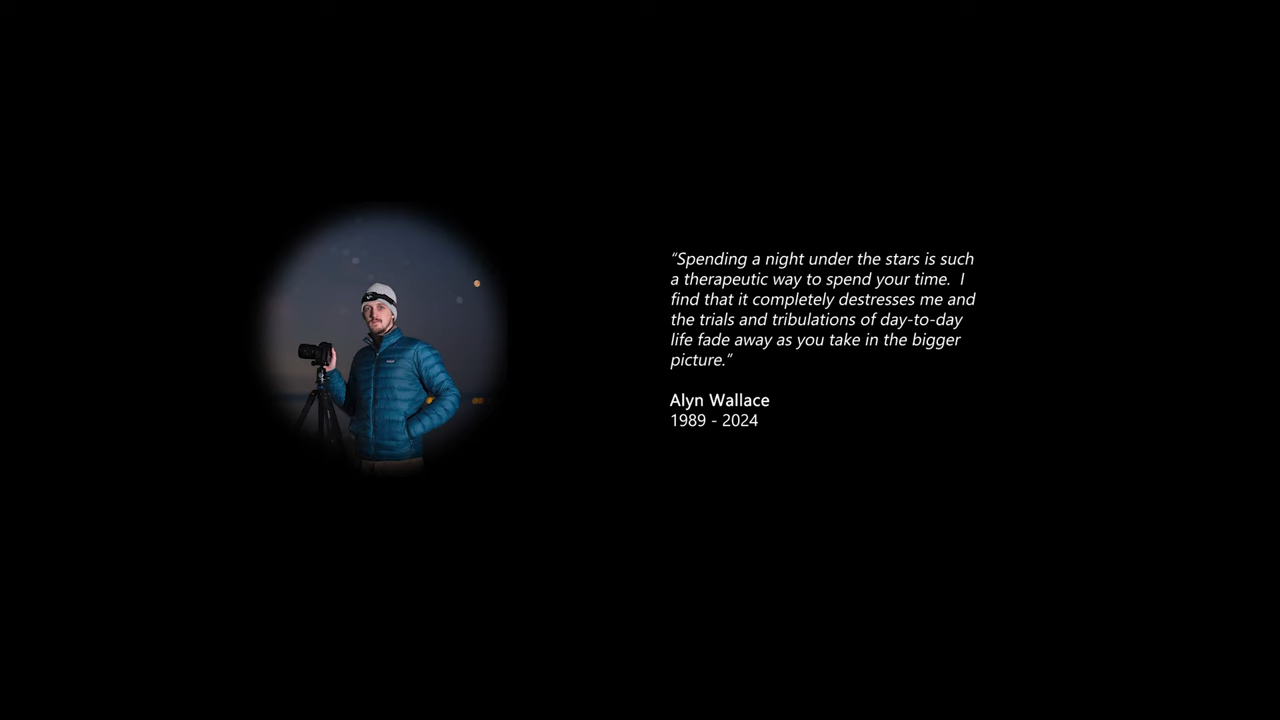 “Spending a night under the stars is such
a therapeutic way to spend your time.  I
find that it completely destresses me and
the trials and tribulations of day-to-day
life fade away as you take in the bigger
picture.”
Alyn Wallace
1989 - 2024